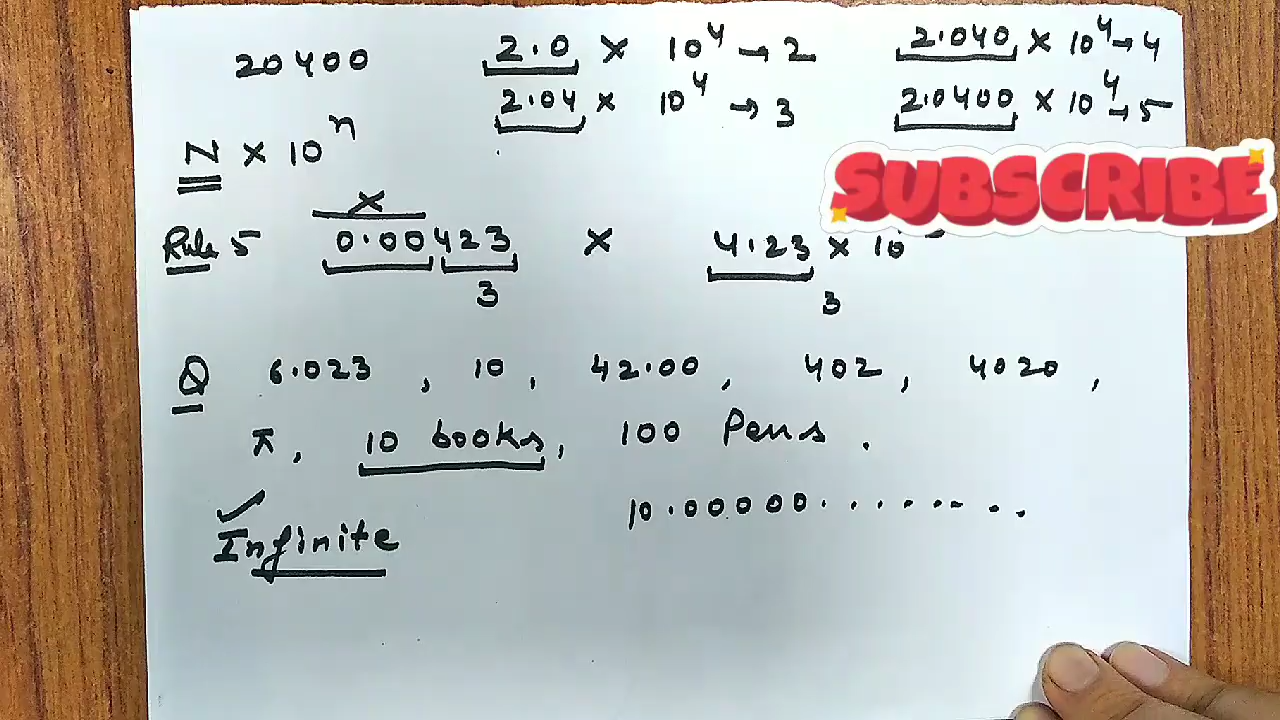 20400 2.0 × 10⁴ → 2 2.040 × 10⁴ → 4
2.04 × 10⁴ → 3 2.0400 × 10⁴ → 5
N × 10ⁿ
SUBSCRIBE
×
Rule 5 0.00423 × 4.23 × 10
3 3
Q 6.023 , 10 , 42.00 , 402 , 4020 ,
π , 10 books , 100 Pens .
10.00000.........
✓
Infinite